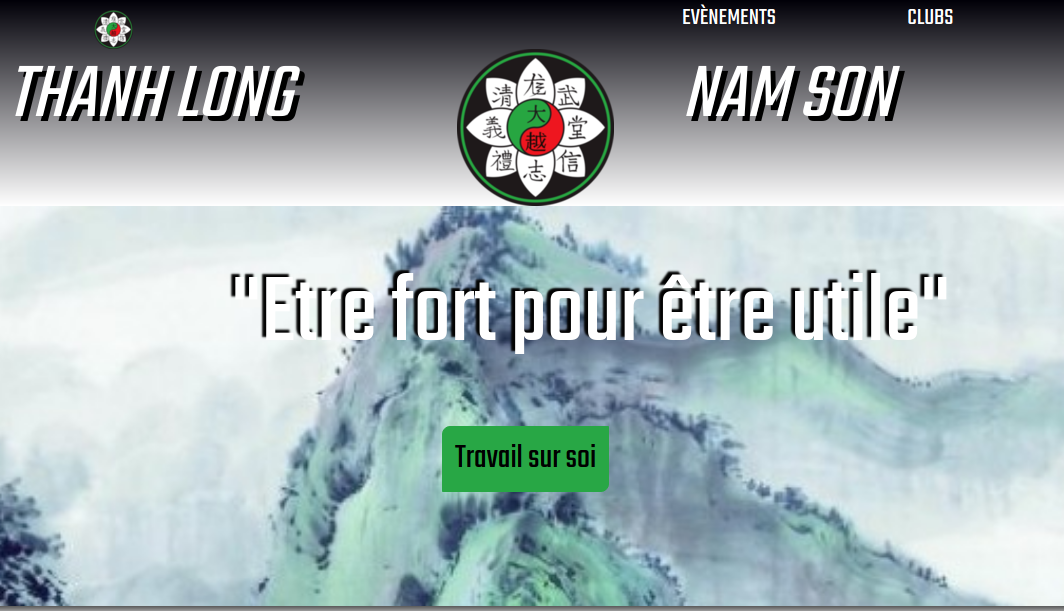 EVÈNEMENTS
CLUBS
THANH LONG
NAM SON
龙
武
堂
信
志
禮
義
清
大
越
"Etre fort pour être utile"
Travail sur soi